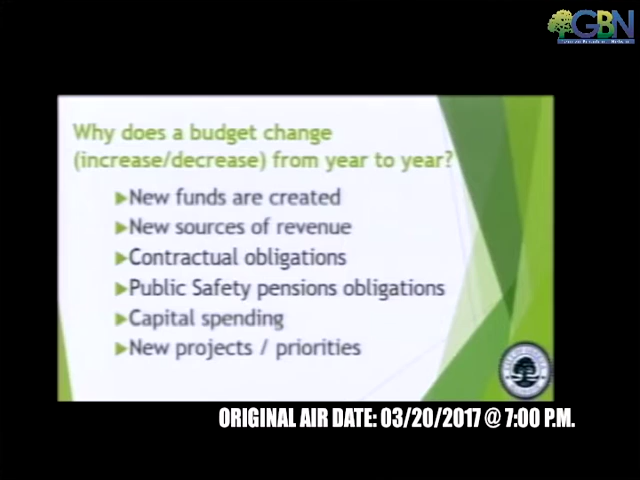 GBN
Why does a budget change
(increase/decrease) from year to year?
New funds are created
New sources of revenue
Contractual obligations
Public Safety pensions obligations
Capital spending
New projects / priorities
ORIGINAL AIR DATE: 03/20/2017 @ 7:00 P.M.